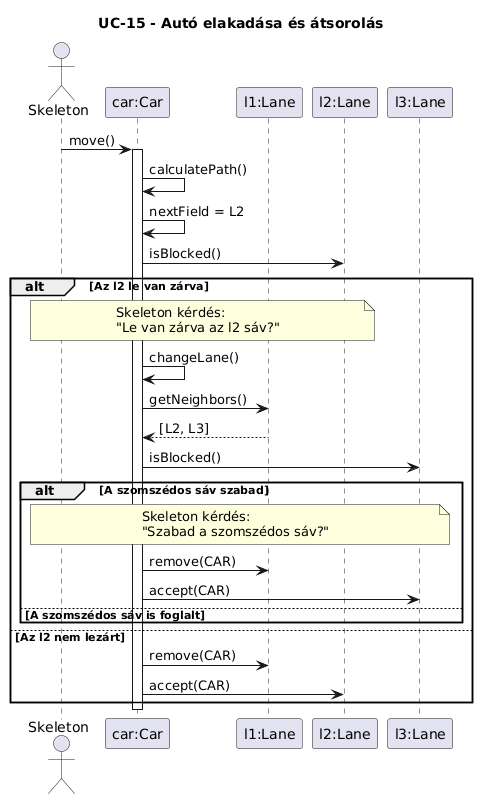 UC-15 - Autó elakadása és átsorolás
Skeleton
car:Car
l1:Lane
l2:Lane
l3:Lane
move()
calculatePath()
nextField = L2
isBlocked()
alt
[Az l2 le van zárva]
Skeleton kérdés:
"Le van zárva az l2 sáv?"
changeLane()
getNeighbors()
[L2, L3]
isBlocked()
alt
[A szomszédos sáv szabad]
Skeleton kérdés:
"Szabad a szomszédos sáv?"
remove(CAR)
accept(CAR)
[A szomszédos sáv is foglalt]
[Az l2 nem lezárt]
remove(CAR)
accept(CAR)
Skeleton
car:Car
l1:Lane
l2:Lane
l3:Lane